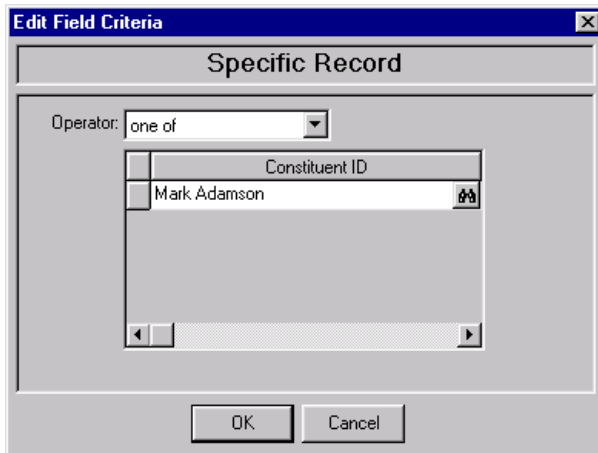 Edit Field Criteria
Specific Record
Operator: one of
Constituent ID
Mark Adamson
OK Cancel